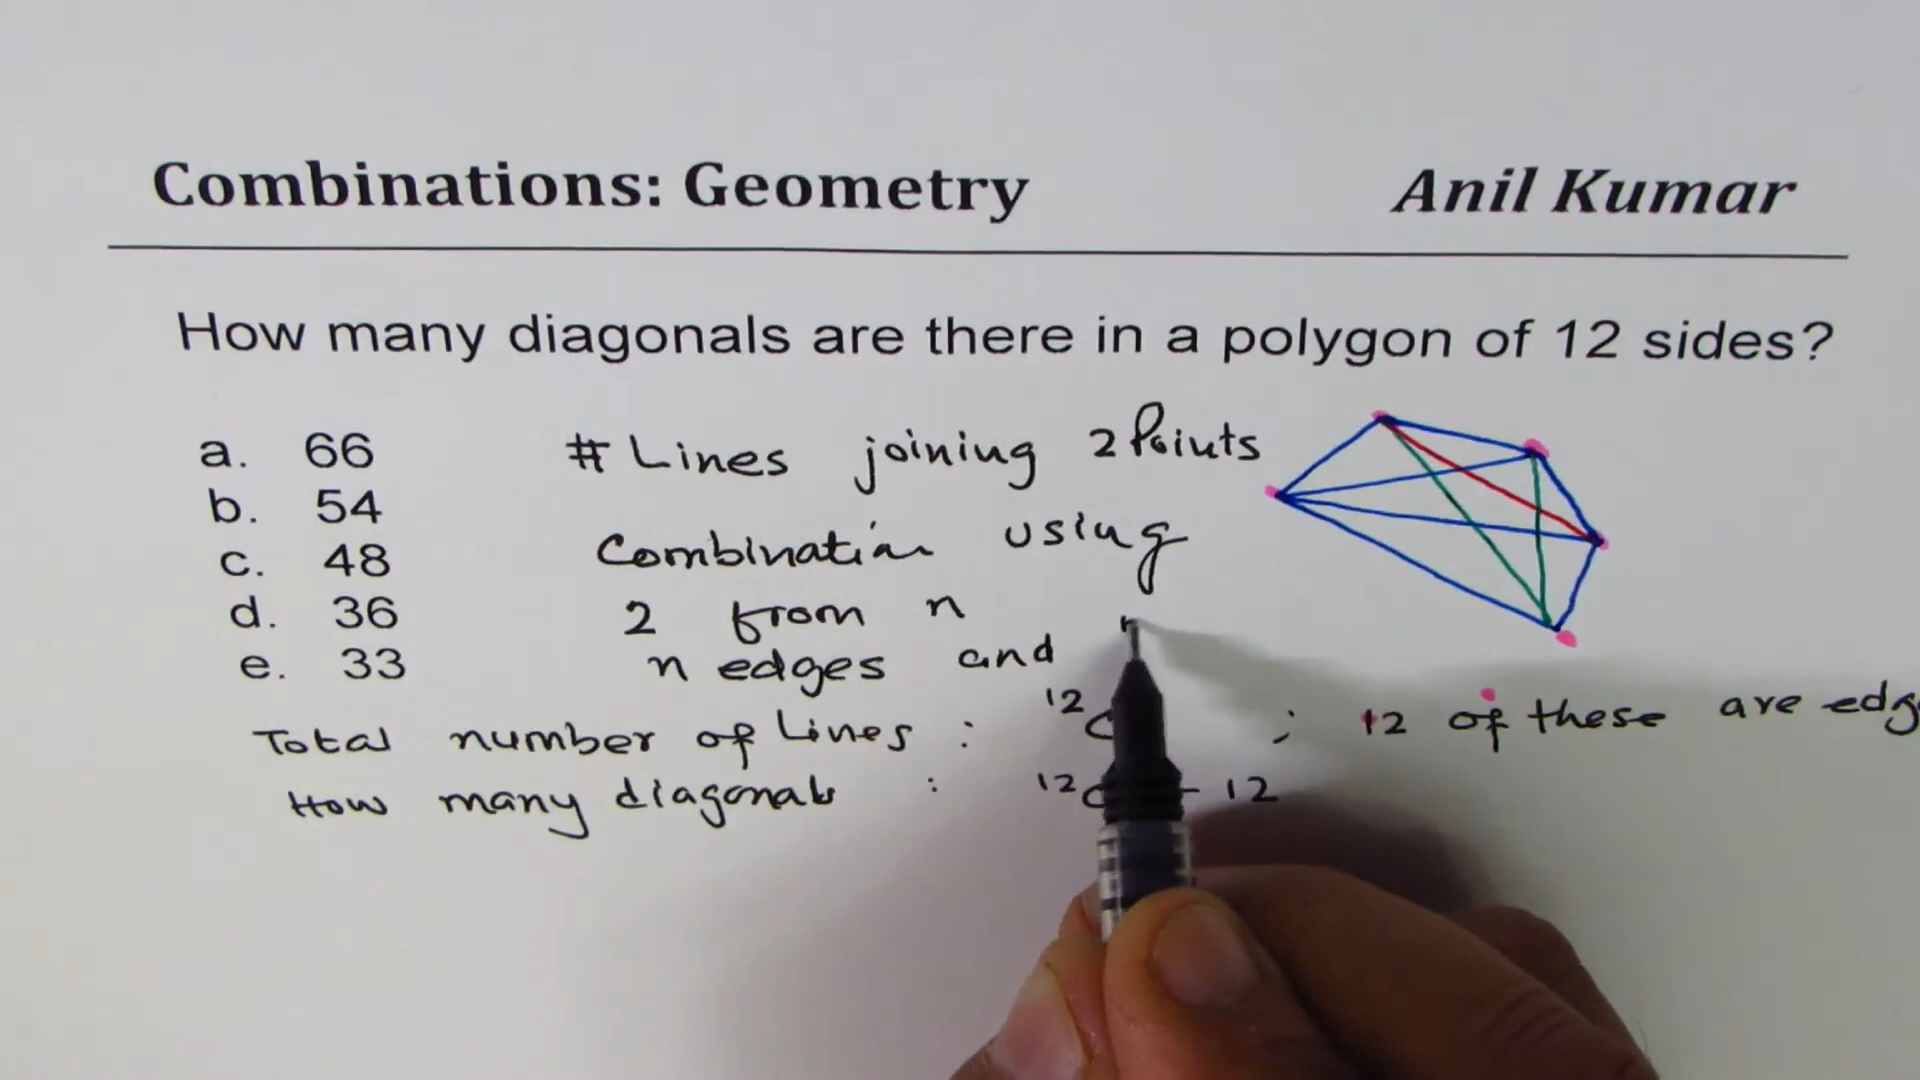 Combinations: Geometry Anil Kumar
How many diagonals are there in a polygon of 12 sides?
a. 66
b. 54
c. 48
d. 36
e. 33
# Lines joining 2 Points
Combination using
2 from n
n edges and
Total number of Lines : 12C ; 12 of these are edg
How many diagonals : 12C - 12